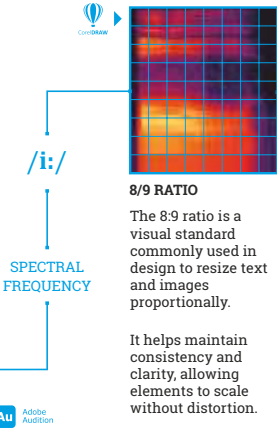 CorelDRAW
/i:/
SPECTRAL
FREQUENCY
Au Adobe
Audition
8/9 RATIO
The 8:9 ratio is a
visual standard
commonly used in
design to resize text
and images
proportionally.
It helps maintain
consistency and
clarity, allowing
elements to scale
without distortion.